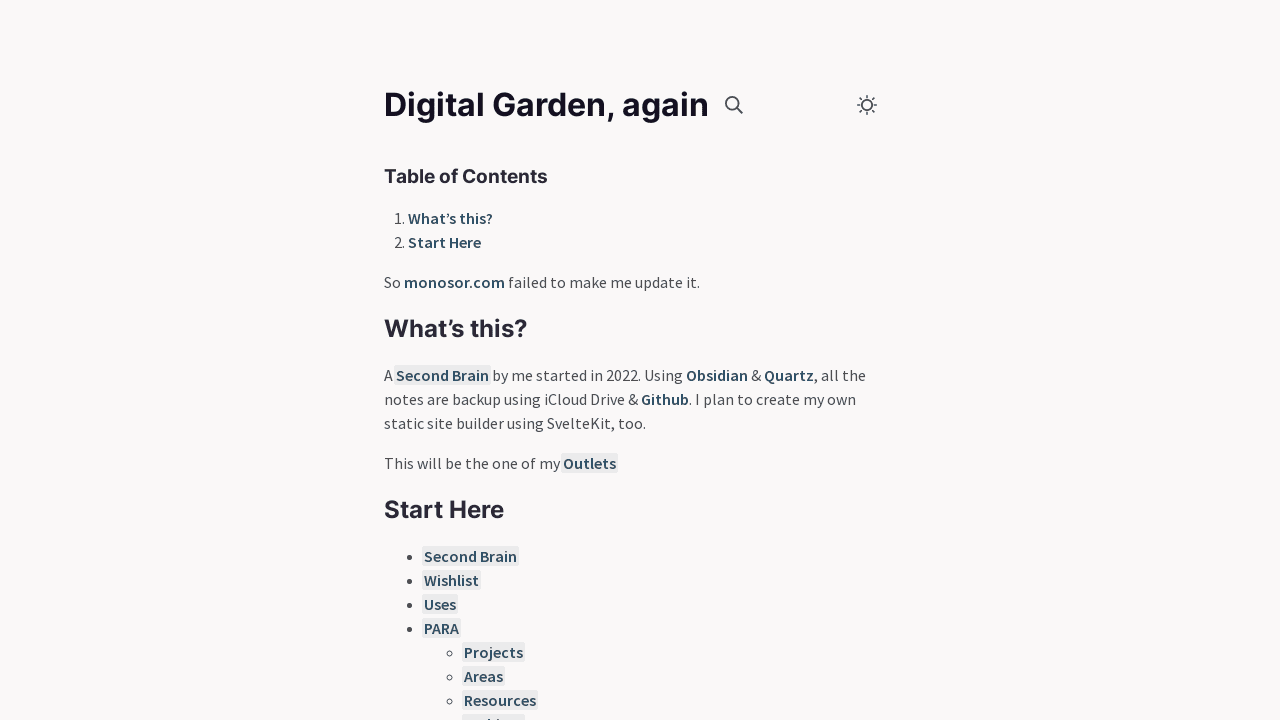 Digital Garden, again
Table of Contents
1. What’s this?
2. Start Here
So monosor.com failed to make me update it.
What’s this?
A Second Brain by me started in 2022. Using Obsidian & Quartz, all the
notes are backup using iCloud Drive & Github. I plan to create my own
static site builder using SvelteKit, too.
This will be the one of my Outlets
Start Here
Second Brain
Wishlist
Uses
PARA
Projects
Areas
Resources